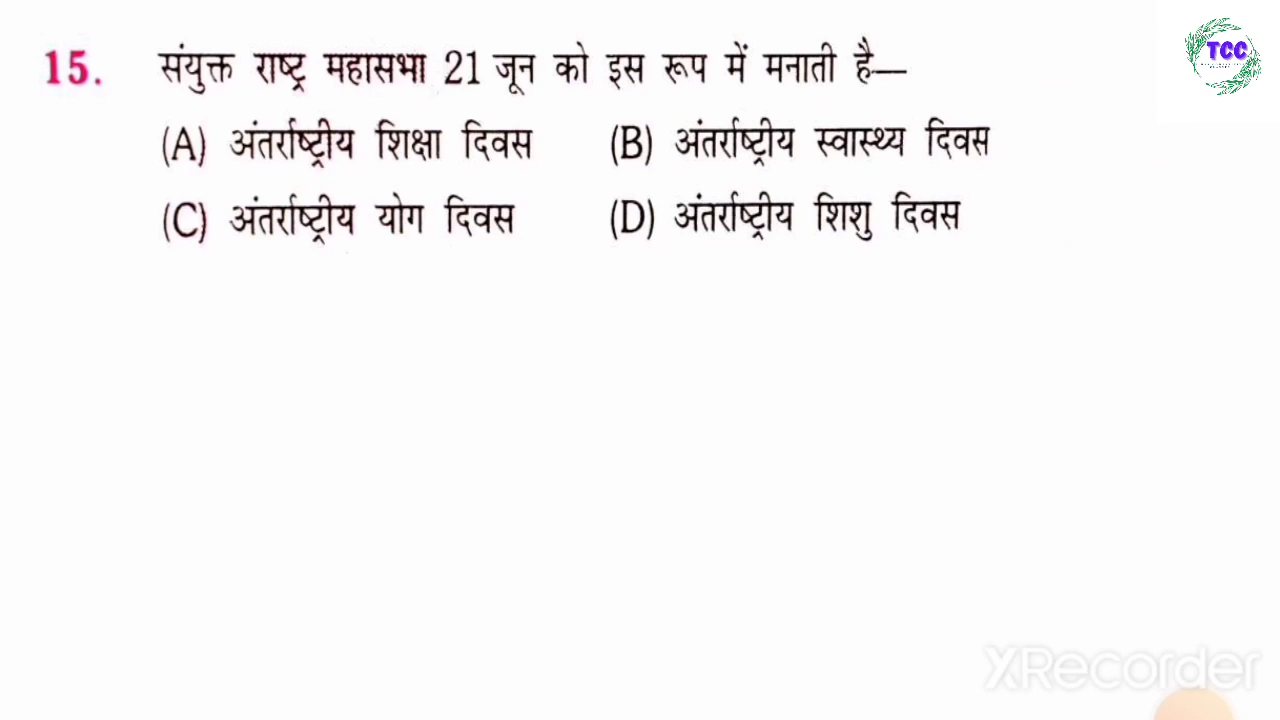 TCC
15. संयुक्त राष्ट्र महासभा 21 जून को इस रूप में मनाती है—
(A) अंतर्राष्ट्रीय शिक्षा दिवस (B) अंतर्राष्ट्रीय स्वास्थ्य दिवस
(C) अंतर्राष्ट्रीय योग दिवस (D) अंतर्राष्ट्रीय शिशु दिवस
XRecorder